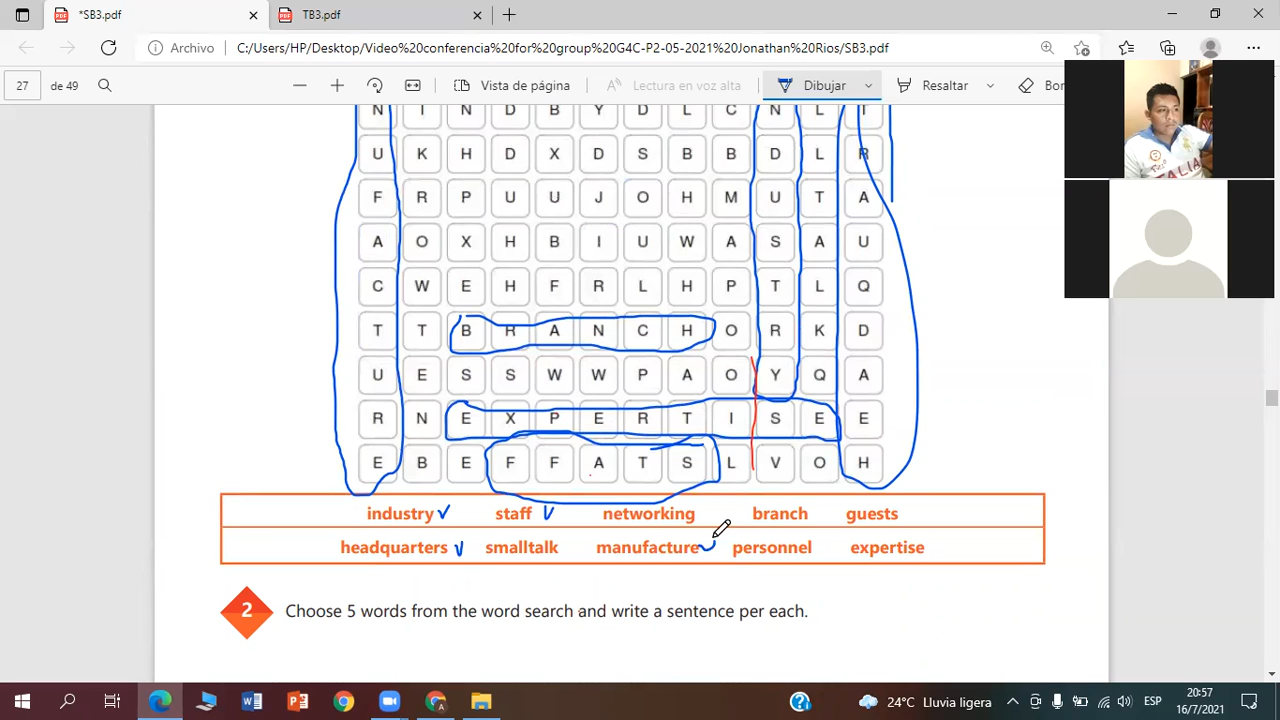 *SB3.pdf
TB3.pdf
Archivo C:/Users/HP/Desktop/Video%20conferencia%20for%20group%20G4C-P2-05-2021%20Jonathan%20Rios/SB3.pdf
27 de 49 Vista de página Lectura en voz alta Dibujar Resaltar Bor
N I N D B Y D L C N L T
U K H D X D S B B D L R
F R P U U J O H M U T A
A O X H B I U W A S A U
C W E H F R L H P T L Q
T T B R A N C H O R K D
U E S S W W P A O Y Q A
R N E X P E R T I S E E
E B E F F A T S L V O H
industry staff networking branch guests
headquarters smalltalk manufacture personnel expertise
2 Choose 5 words from the word search and write a sentence per each.
24°C Lluvia ligera ESP 20:57
16/7/2021